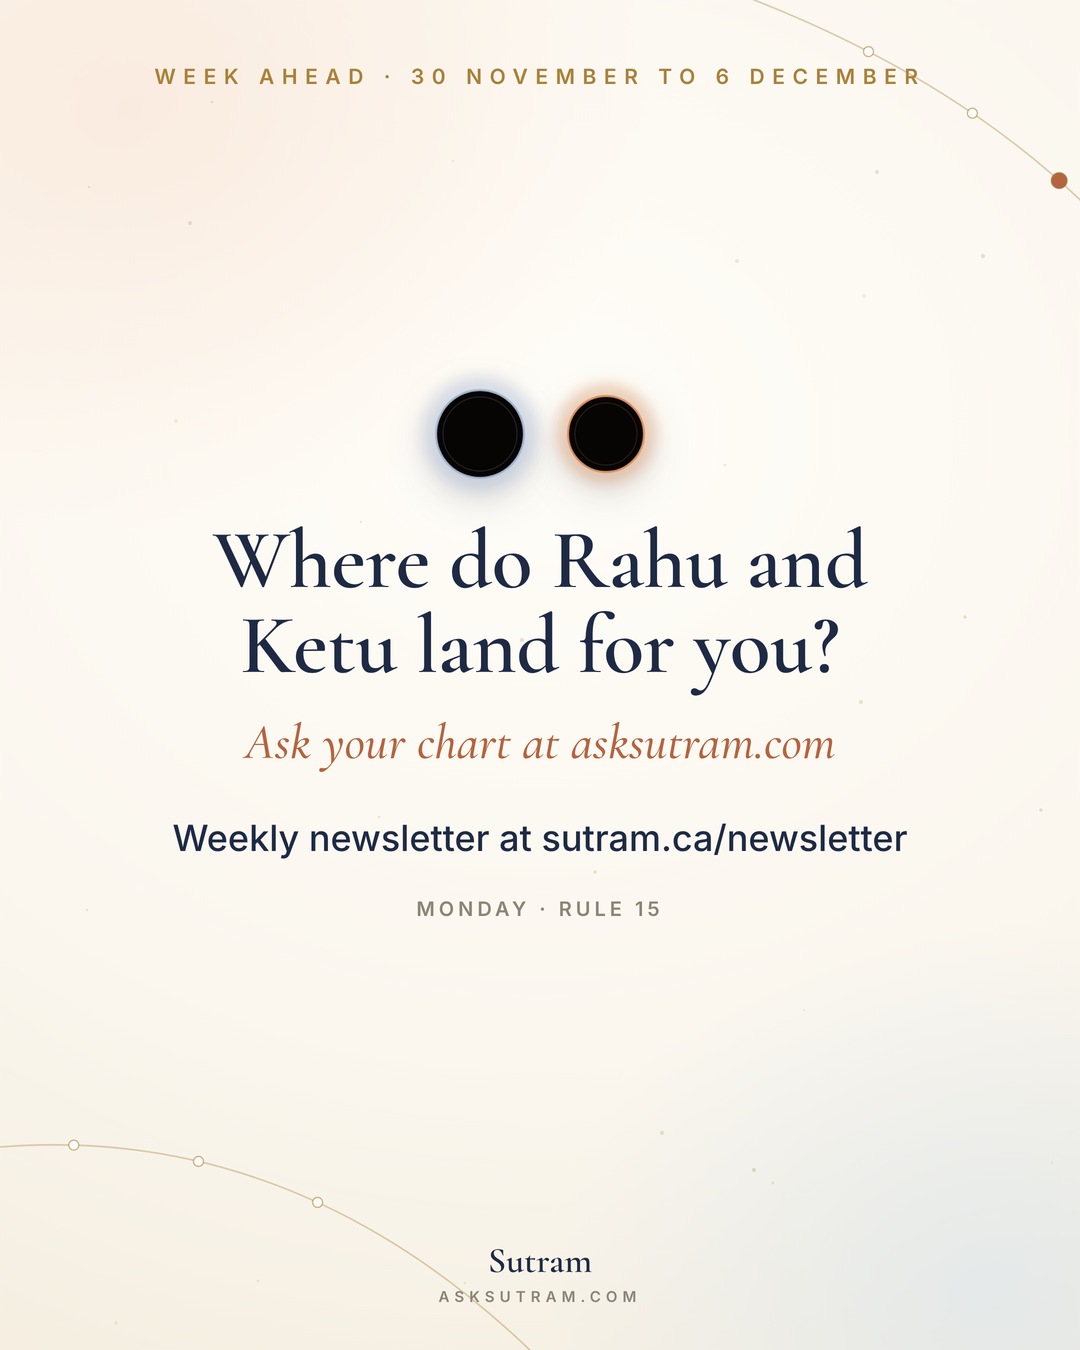 WEEK AHEAD · 30 NOVEMBER TO 6 DECEMBER
Where do Rahu and
Ketu land for you?
Ask your chart at asksutram.com
Weekly newsletter at sutram.ca/newsletter
MONDAY · RULE 15
Sutram
ASKSUTRAM.COM